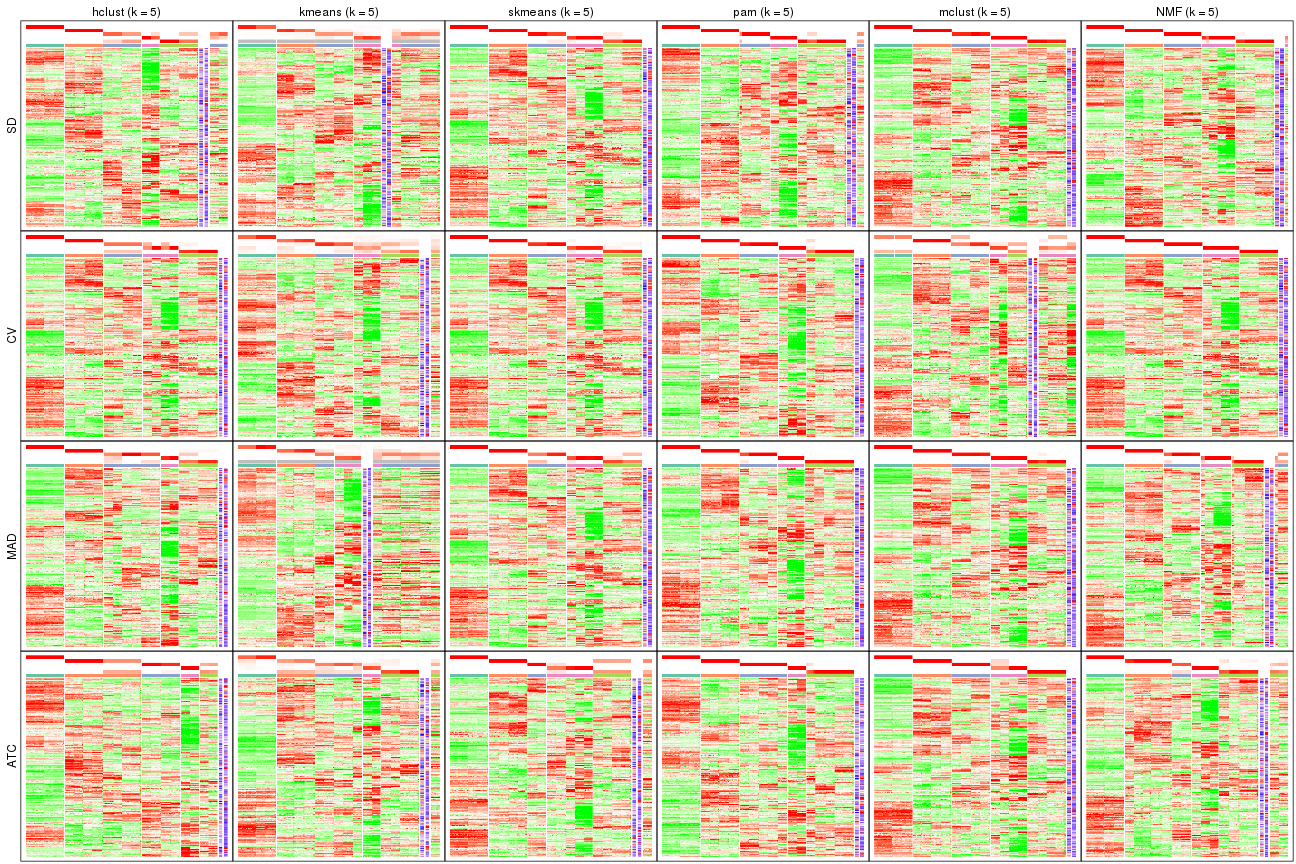 hclust (k = 5) kmeans (k = 5) skmeans (k = 5) pam (k = 5) mclust (k = 5) NMF (k = 5)
SD
CV
MAD
ATC